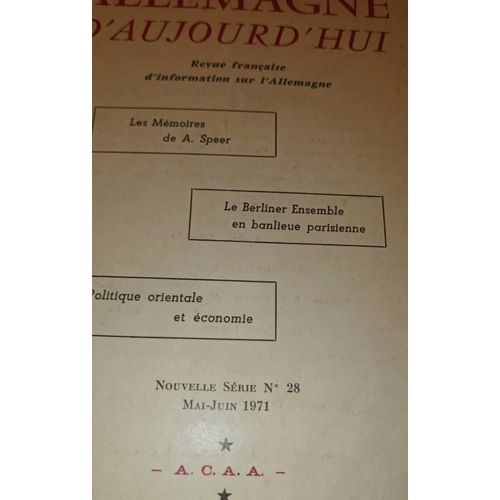 ALLEMAGNE
D'AUJOURD'HUI
Revue française
d'information sur l'Allemagne
Les Mémoires
de A. Speer
Le Berliner Ensemble
en banlieue parisienne
Politique orientale
et économie
NOUVELLE SÉRIE N° 28
MAI-JUIN 1971
- A. C. A. A. -